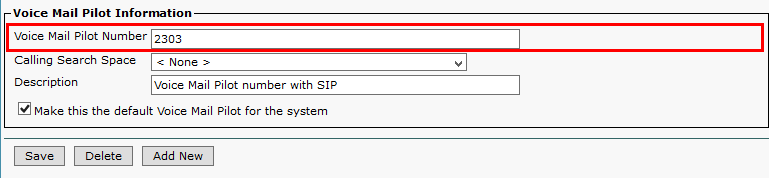 Voice Mail Pilot Information
Voice Mail Pilot Number 2303
Calling Search Space < None >
Description Voice Mail Pilot number with SIP
Make this the default Voice Mail Pilot for the system
Save Delete Add New